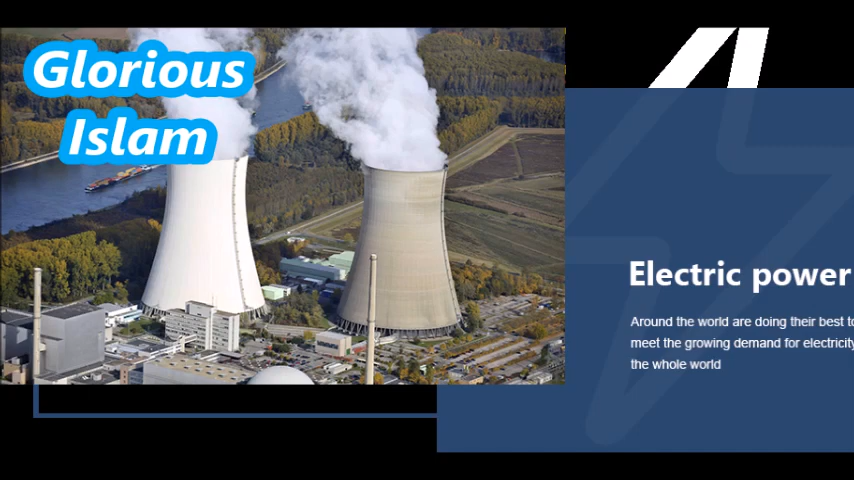 Glorious
Islam
Electric power
Around the world are doing their best to
meet the growing demand for electricity
the whole world